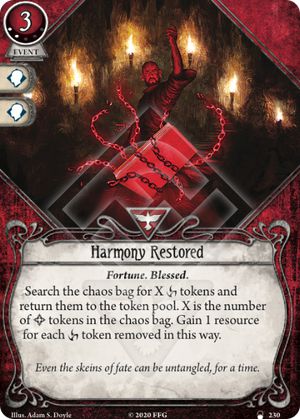 3
EVENT
Harmony Restored
Fortune. Blessed.
Search the chaos bag for X tokens and
return them to the token pool. X is the number
of tokens in the chaos bag. Gain 1 resource
for each token removed in this way.
Even the skeins of fate can be untangled, for a time.
Illus. Adam S. Doyle
© 2020 FFG
230